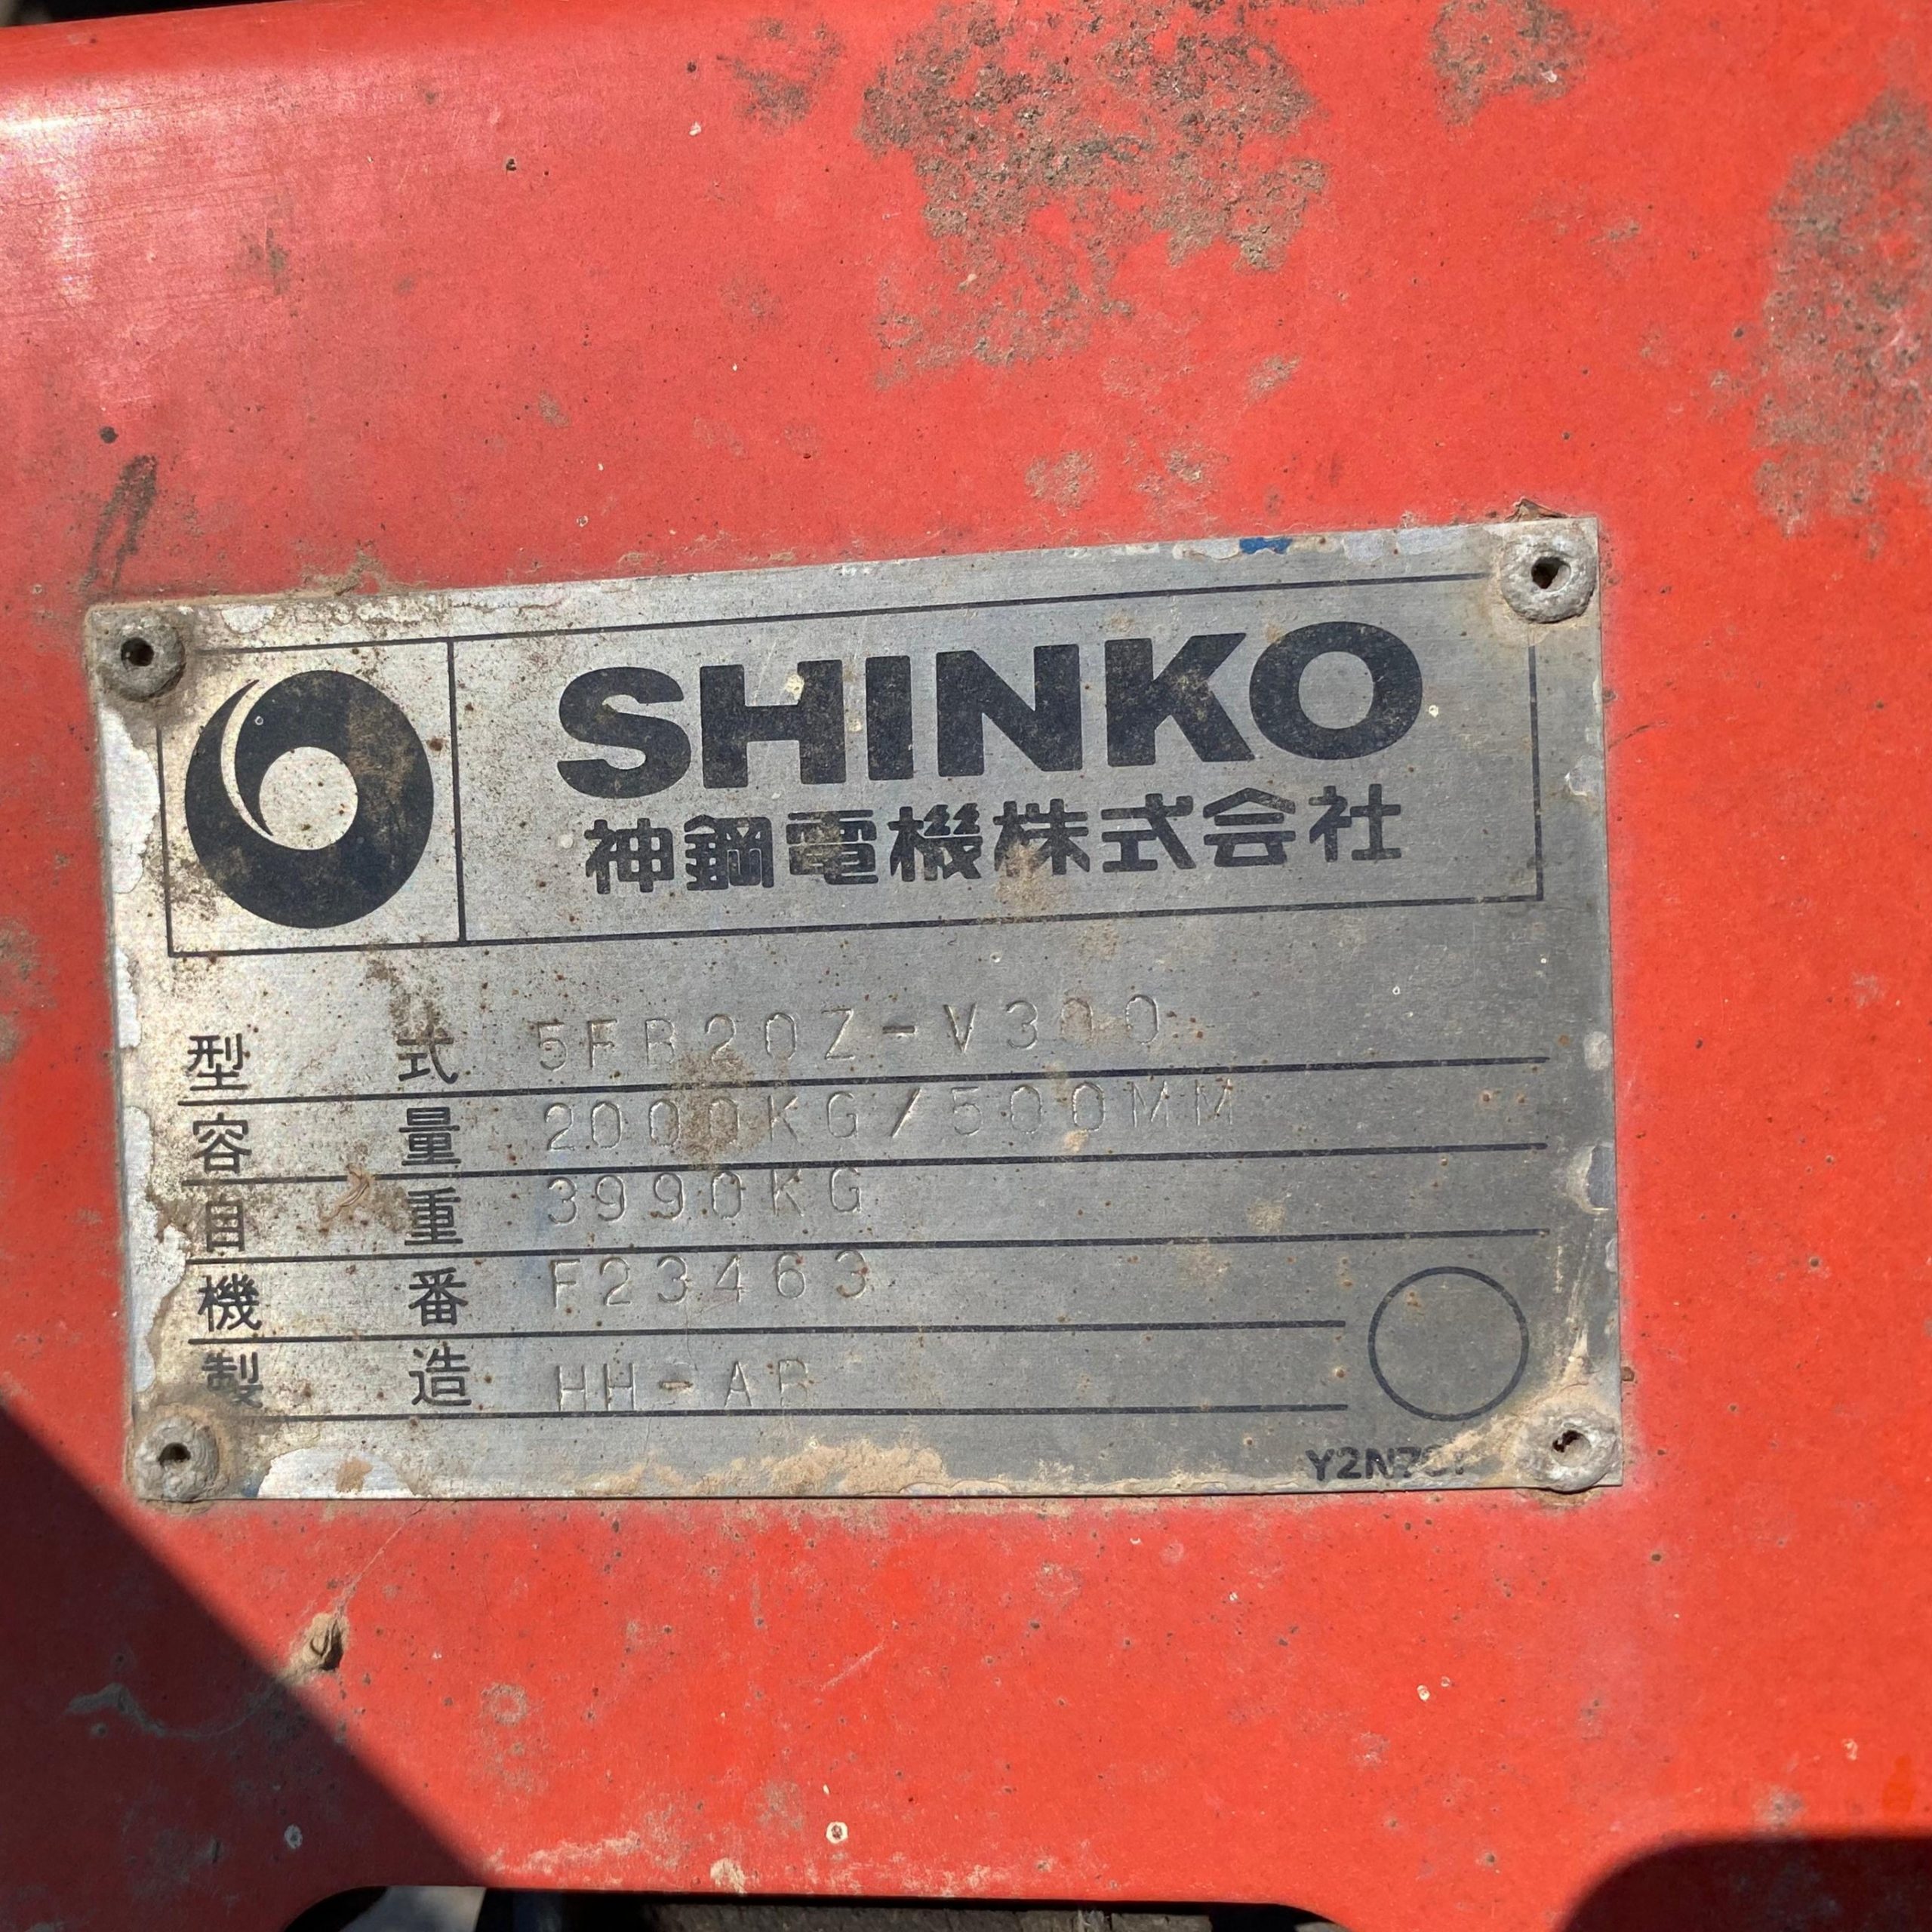 SHINKO
神鋼電機株式会社
型式 5FB20Z-V300
容量 2000KG/500MM
自重 3990KG
機番 F23463
製造 HH-AB